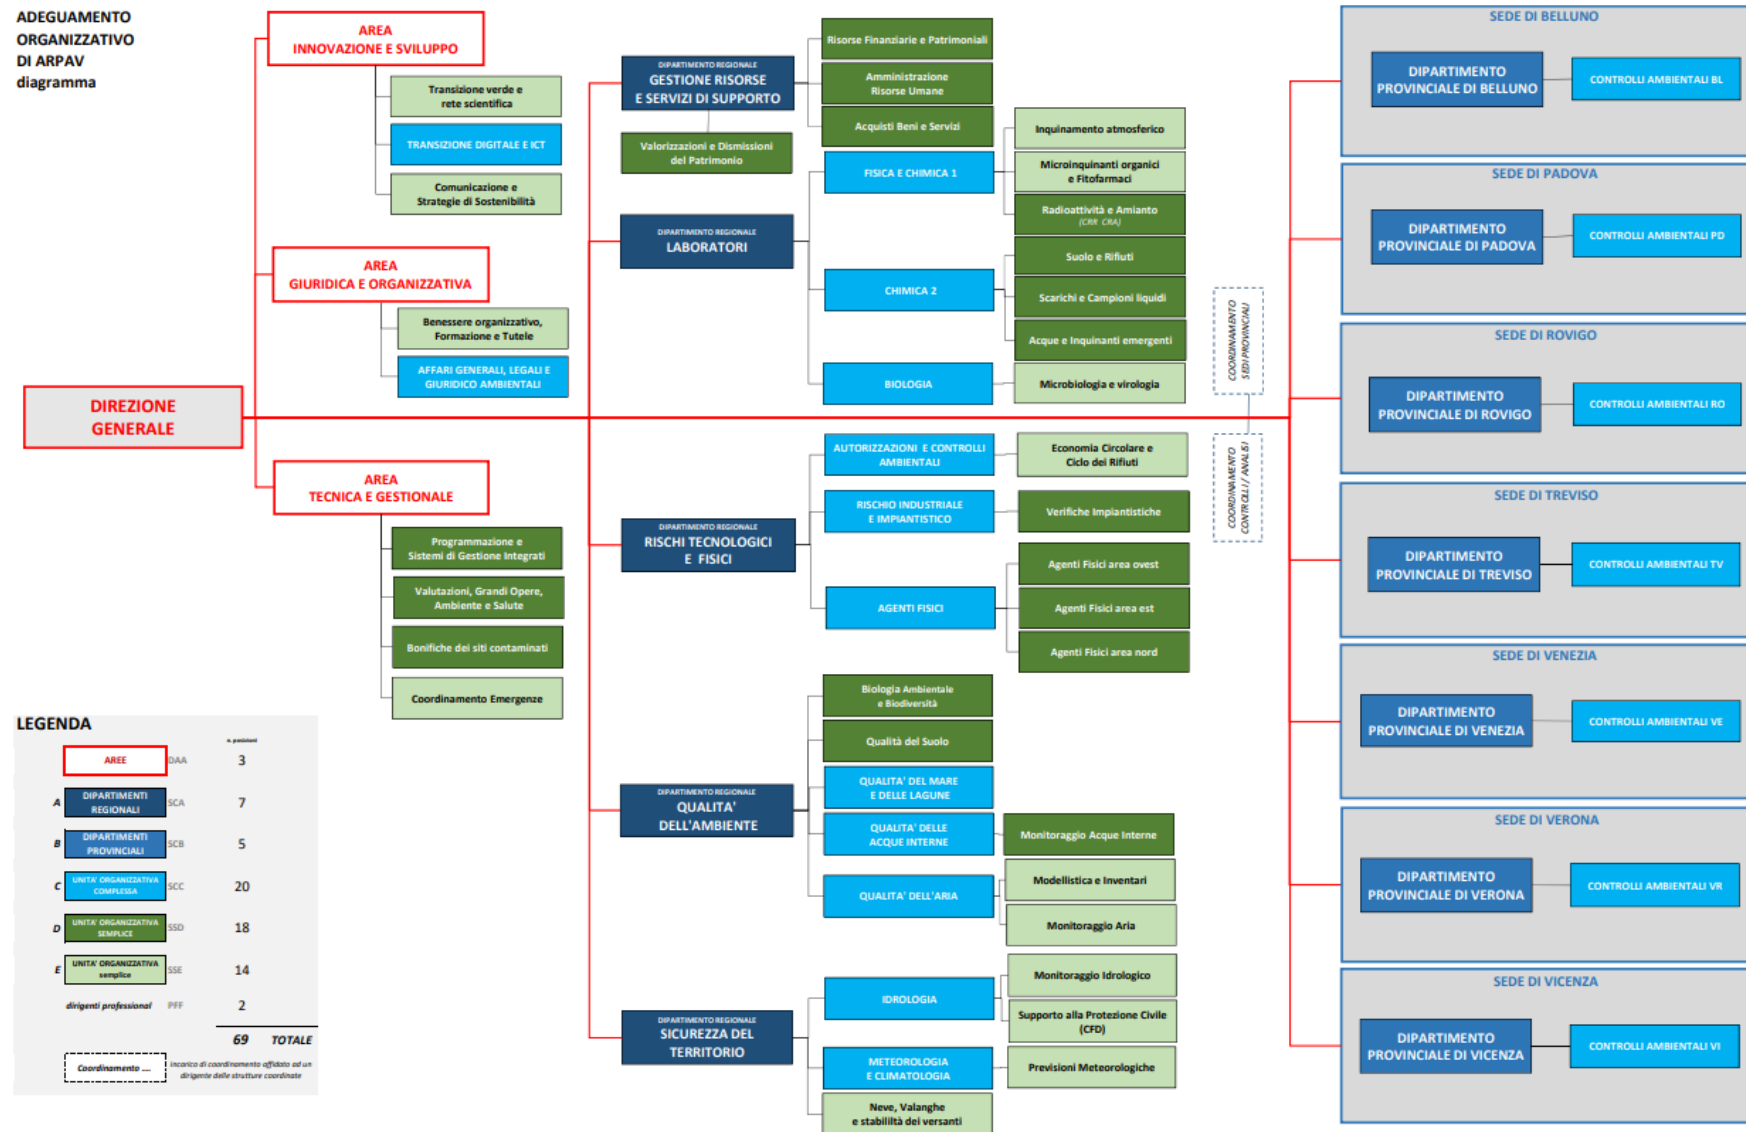 ADEGUAMENTO
ORGANIZZATIVO
DI ARPAV
diagramma
DIREZIONE
GENERALE
AREA
INNOVAZIONE E SVILUPPO
Transizione verde e
rete scientifica
TRANSIZIONE DIGITALE E ICT
Comunicazione e
Strategie di Sostenibilità
AREA
GIURIDICA E ORGANIZZATIVA
Benessere organizzativo,
Formazione e Tutele
AFFARI GENERALI, LEGALI E
GIURIDICO AMBIENTALI
AREA
TECNICA E GESTIONALE
Programmazione e
Sistemi di Gestione Integrati
Valutazioni, Grandi Opere,
Ambiente e Salute
Bonifiche dei siti contaminati
Coordinamento Emergenze
DIPARTIMENTO REGIONALE
GESTIONE RISORSE
E SERVIZI DI SUPPORTO
Valorizzazioni e Dismissioni
del Patrimonio
Risorse Finanziarie e Patrimoniali
Amministrazione
Risorse Umane
Acquisti Beni e Servizi
DIPARTIMENTO REGIONALE
LABORATORI
FISICA E CHIMICA 1
Inquinamento atmosferico
Microinquinanti organici
e Fitofarmaci
Radioattività e Amianto
(CRR CRA)
CHIMICA 2
Suolo e Rifiuti
Scarichi e Campioni liquidi
Acque e Inquinanti emergenti
BIOLOGIA
Microbiologia e virologia
DIPARTIMENTO REGIONALE
RISCHI TECNOLOGICI
E FISICI
AUTORIZZAZIONI E CONTROLLI
AMBIENTALI
Economia Circolare e
Ciclo dei Rifiuti
RISCHIO INDUSTRIALE
E IMPIANTISTICO
Verifiche Impiantistiche
AGENTI FISICI
Agenti Fisici area ovest
Agenti Fisici area est
Agenti Fisici area nord
DIPARTIMENTO REGIONALE
QUALITA'
DELL'AMBIENTE
Biologia Ambientale
e Biodiversità
Qualità del Suolo
QUALITA' DEL MARE
E DELLE LAGUNE
QUALITA' DELLE
ACQUE INTERNE
Monitoraggio Acque Interne
QUALITA' DELL'ARIA
Modellistica e Inventari
Monitoraggio Aria
DIPARTIMENTO REGIONALE
SICUREZZA DEL
TERRITORIO
IDROLOGIA
Monitoraggio Idrologico
Supporto alla Protezione Civile
(CFD)
METEOROLOGIA
E CLIMATOLOGIA
Previsioni Meteorologiche
Neve, Valanghe
e stabililtà dei versanti
COORDINAMENTO
SEDI PROVINCIALI
COORDINAMENTO
CONTROLLI / ANALISI
SEDE DI BELLUNO
DIPARTIMENTO
PROVINCIALE DI BELLUNO
CONTROLLI AMBIENTALI BL
SEDE DI PADOVA
DIPARTIMENTO
PROVINCIALE DI PADOVA
CONTROLLI AMBIENTALI PD
SEDE DI ROVIGO
DIPARTIMENTO
PROVINCIALE DI ROVIGO
CONTROLLI AMBIENTALI RO
SEDE DI TREVISO
DIPARTIMENTO
PROVINCIALE DI TREVISO
CONTROLLI AMBIENTALI TV
SEDE DI VENEZIA
DIPARTIMENTO
PROVINCIALE DI VENEZIA
CONTROLLI AMBIENTALI VE
SEDE DI VERONA
DIPARTIMENTO
PROVINCIALE DI VERONA
CONTROLLI AMBIENTALI VR
SEDE DI VICENZA
DIPARTIMENTO
PROVINCIALE DI VICENZA
CONTROLLI AMBIENTALI VI
LEGENDA
n. posizioni
AREE DAA 3
A DIPARTIMENTI
REGIONALI SCA 7
B DIPARTIMENTI
PROVINCIALI SCB 5
C UNITA' ORGANIZZATIVA
COMPLESSA SCC 20
D UNITA' ORGANIZZATIVA
SEMPLICE SSD 18
E UNITA' ORGANIZZATIVA
semplice SSE 14
dirigenti professional PFF 2
69 TOTALE
Coordinamento ....
incarico di coordinamento affidato ad un
dirigente delle strutture coordinate